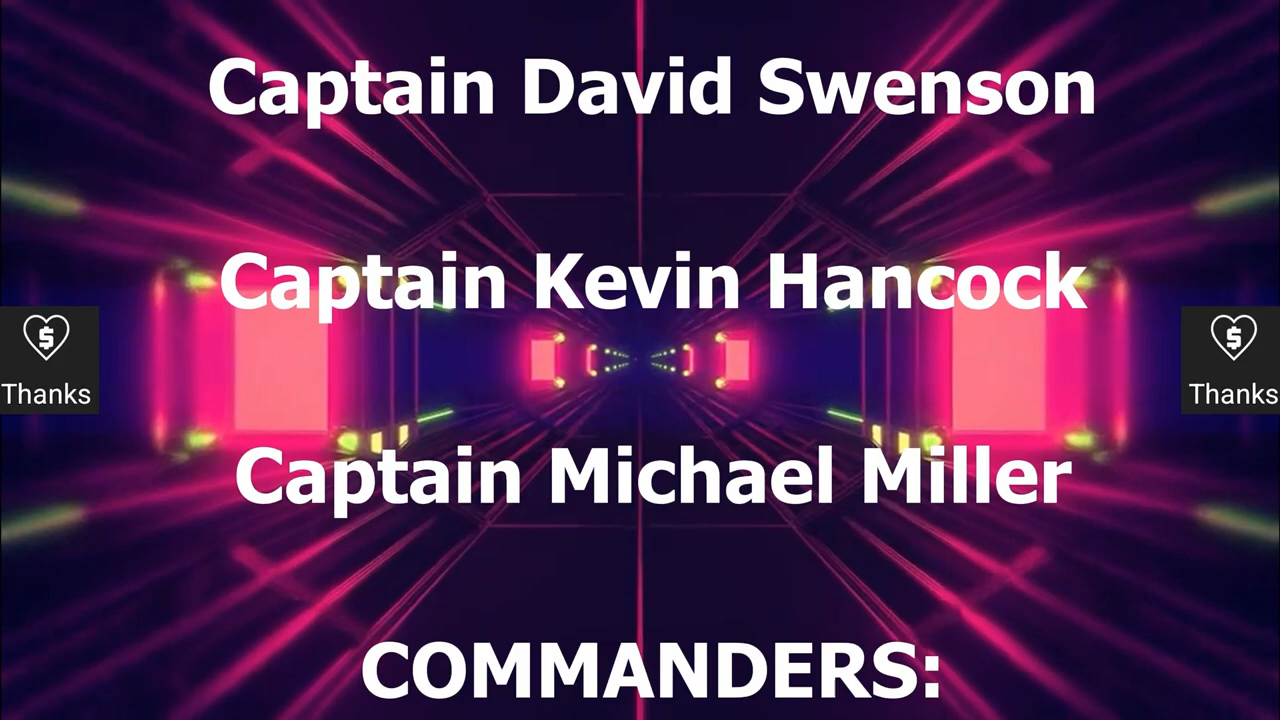 Captain David Swenson
Captain Kevin Hancock
$ $
Thanks Thanks
Captain Michael Miller
COMMANDERS: